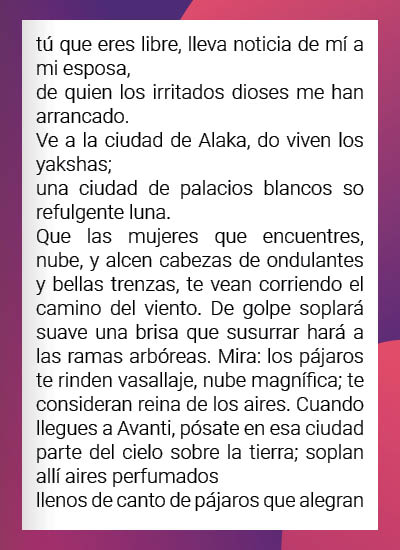 tú que eres libre, lleva noticia de mí a
mi esposa,
de quien los irritados dioses me han
arrancado.
Ve a la ciudad de Alaka, do viven los
yakshas;
una ciudad de palacios blancos so
refulgente luna.
Que las mujeres que encuentres,
nube, y alcen cabezas de ondulantes
y bellas trenzas, te vean corriendo el
camino del viento. De golpe soplará
suave una brisa que susurrar hará a
las ramas arbóreas. Mira: los pájaros
te rinden vasallaje, nube magnífica; te
consideran reina de los aires. Cuando
llegues a Avanti, pósate en esa ciudad
parte del cielo sobre la tierra; soplan
allí aires perfumados
llenos de canto de pájaros que alegran